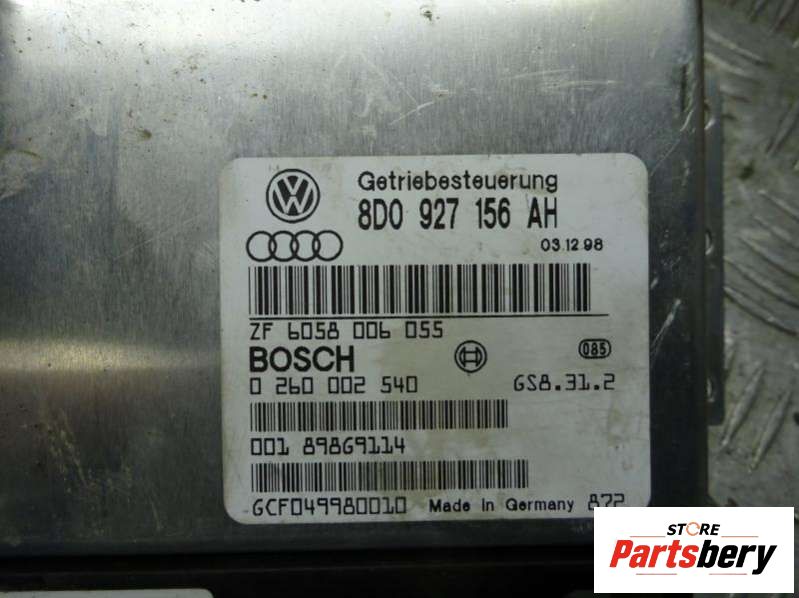 Getriebesteuerung
8D0 927 156 AH
03.12.98
ZF 6058 006 055
BOSCH
085
0 260 002 540 GS8.31.2
001 89869114
GCF049980010 Made In Germany 872
STORE
Partsbery